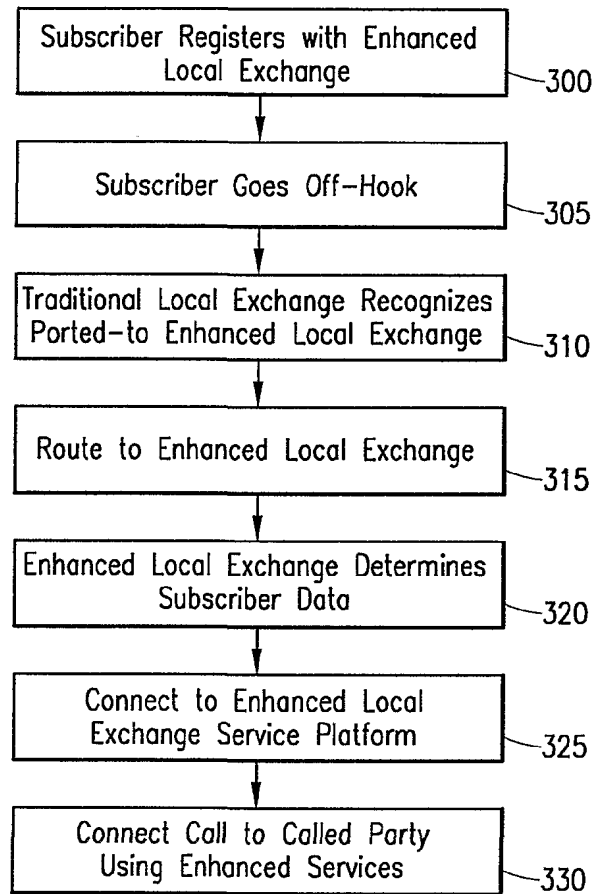 Subscriber Registers with Enhanced
Local Exchange
300
Subscriber Goes Off-Hook
305
Traditional Local Exchange Recognizes
Ported-to Enhanced Local Exchange
310
Route to Enhanced Local Exchange
315
Enhanced Local Exchange Determines
Subscriber Data
320
Connect to Enhanced Local
Exchange Service Platform
325
Connect Call to Called Party
Using Enhanced Services
330